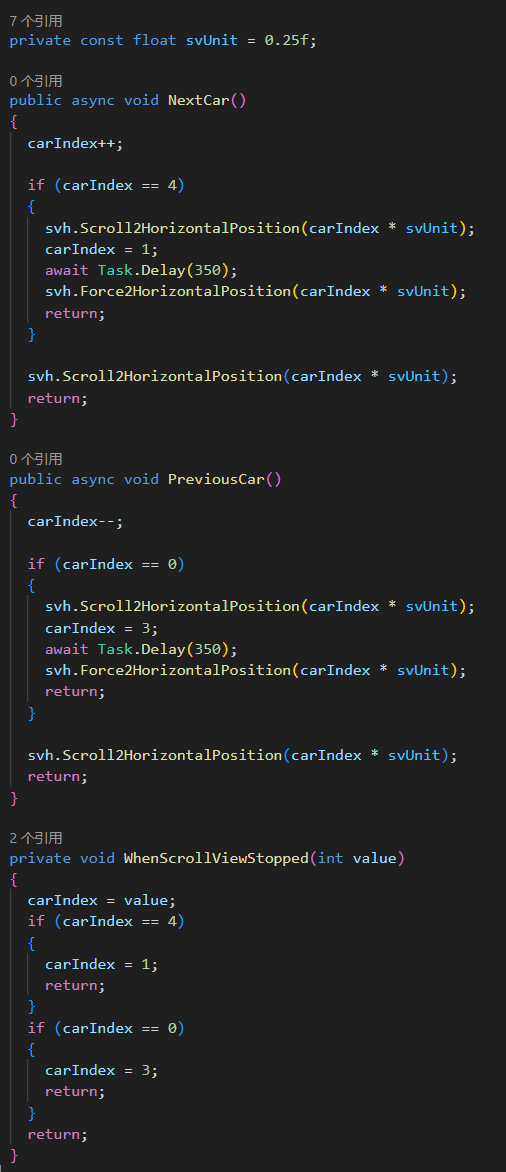 7 个引用
private const float svUnit = 0.25f;
0 个引用
public async void NextCar()
{
carIndex++;
if (carIndex == 4)
{
svh.Scroll2HorizontalPosition(carIndex * svUnit);
carIndex = 1;
await Task.Delay(350);
svh.Force2HorizontalPosition(carIndex * svUnit);
return;
}
svh.Scroll2HorizontalPosition(carIndex * svUnit);
return;
}
0 个引用
public async void PreviousCar()
{
carIndex--;
if (carIndex == 0)
{
svh.Scroll2HorizontalPosition(carIndex * svUnit);
carIndex = 3;
await Task.Delay(350);
svh.Force2HorizontalPosition(carIndex * svUnit);
return;
}
svh.Scroll2HorizontalPosition(carIndex * svUnit);
return;
}
2 个引用
private void WhenScrollViewStopped(int value)
{
carIndex = value;
if (carIndex == 4)
{
carIndex = 1;
return;
}
if (carIndex == 0)
{
carIndex = 3;
return;
}
return;
}